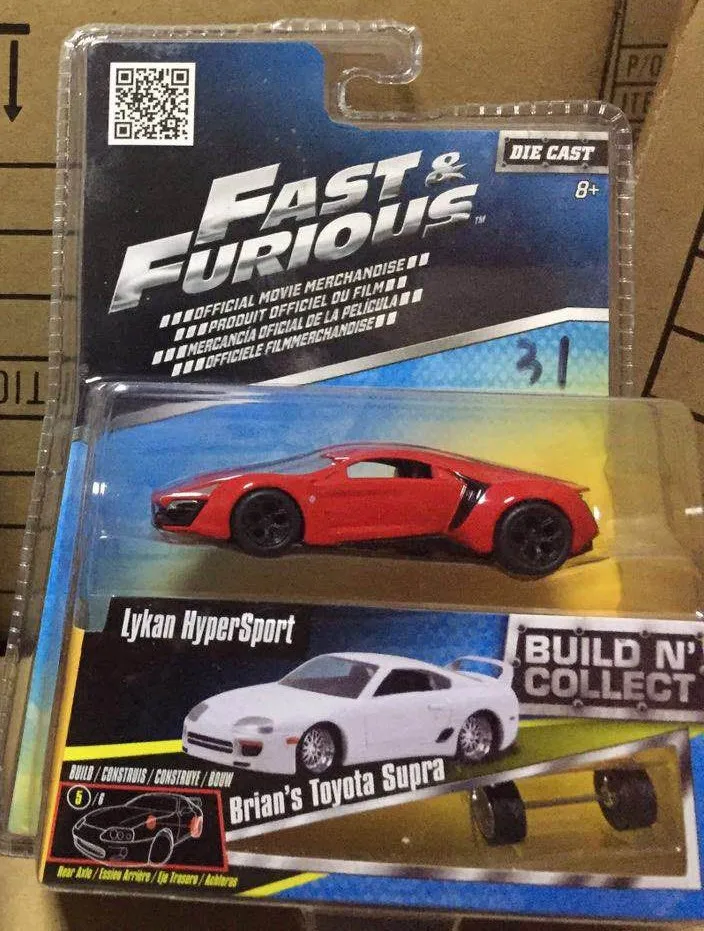 P/O
ITE
DIE CAST
8+
FAST &
FURIOUS™
OFFICIAL MOVIE MERCHANDISE
PRODUIT OFFICIEL DU FILM
MERCANCÍA OFICIAL DE LA PELÍCULA
OFFICIELE FILMMERCHANDISE
31
Lykan HyperSport
BUILD N'
COLLECT
Brian's Toyota Supra
BUILD / CONSTRUIS / CONSTRUYE / BOUW
5 / 6
Rear Axle / Essieu Arrière / Eje Trasero / Achteras